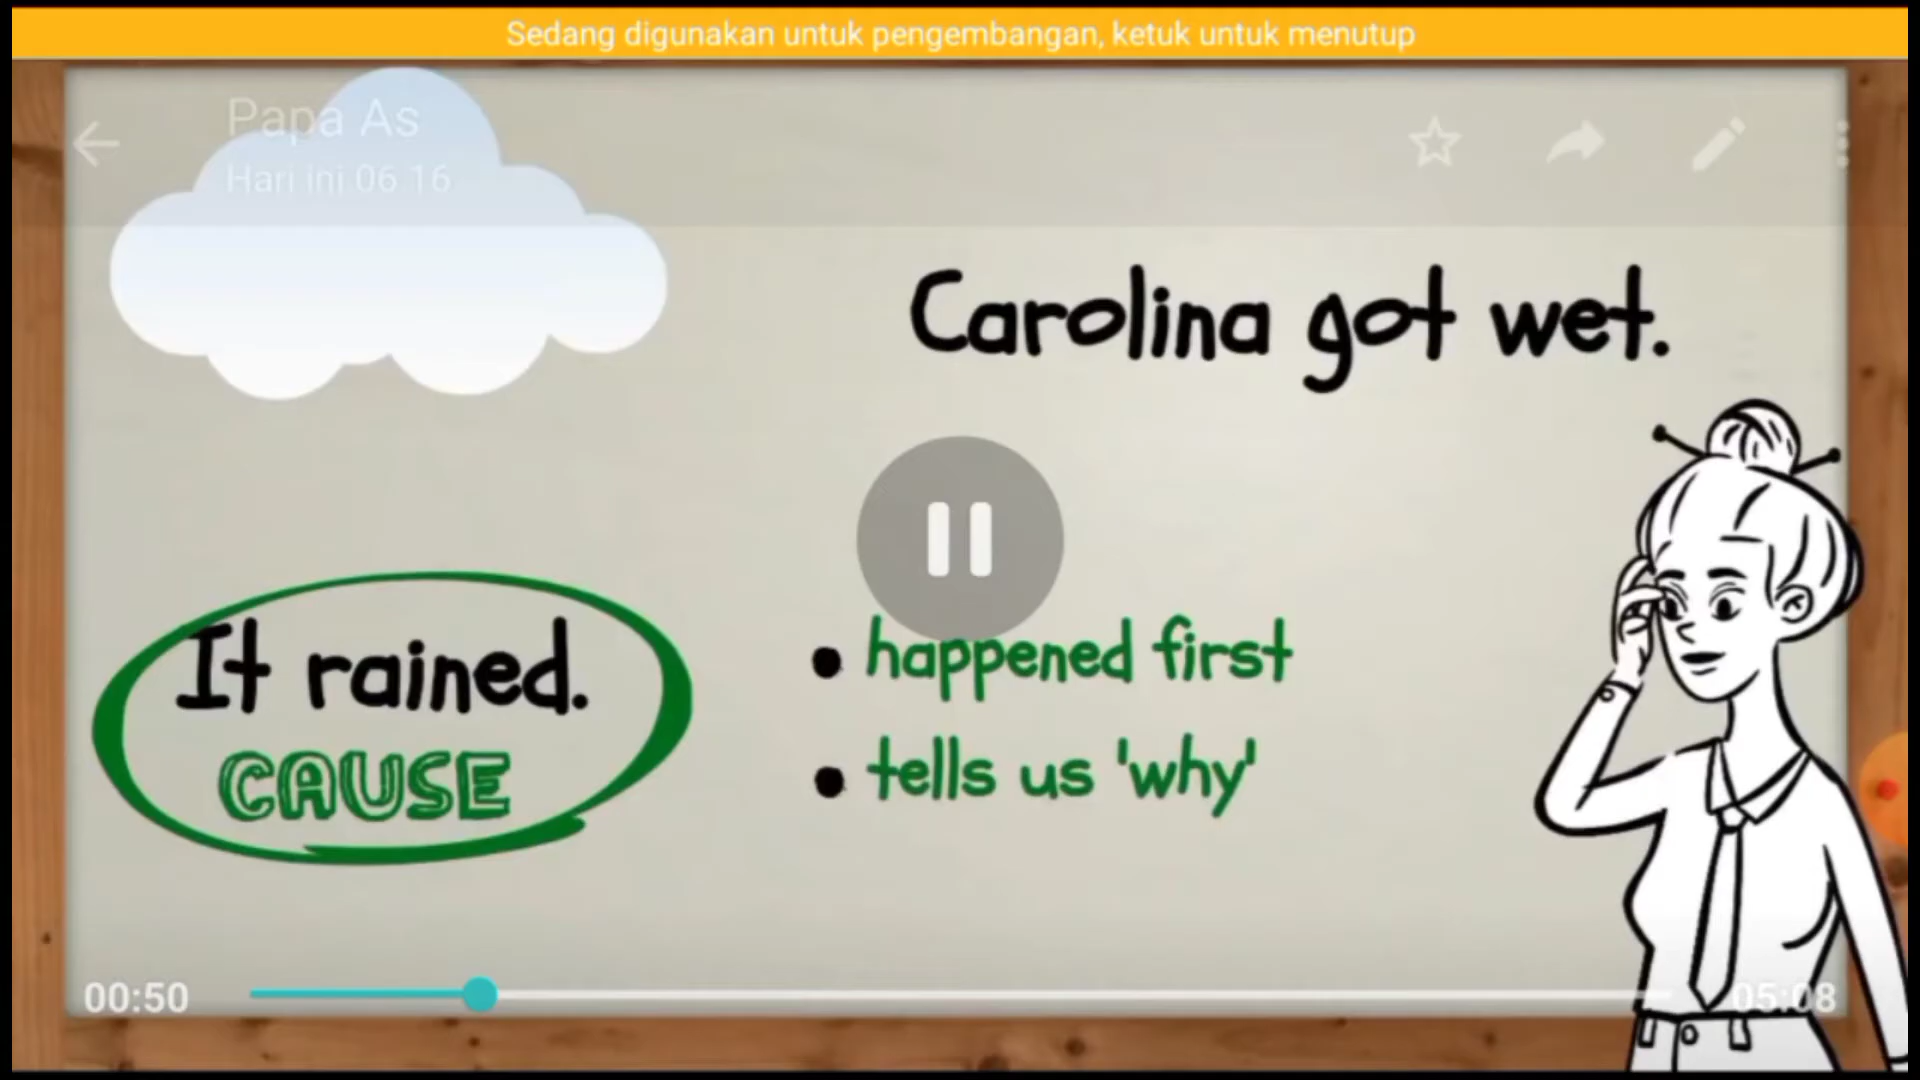 Sedang digunakan untuk pengembangan, ketuk untuk menutup
Papa As
Hari ini 06 16
Carolina got wet.
It rained.
CAUSE
• happened first
• tells us 'why'
00:50
05:08